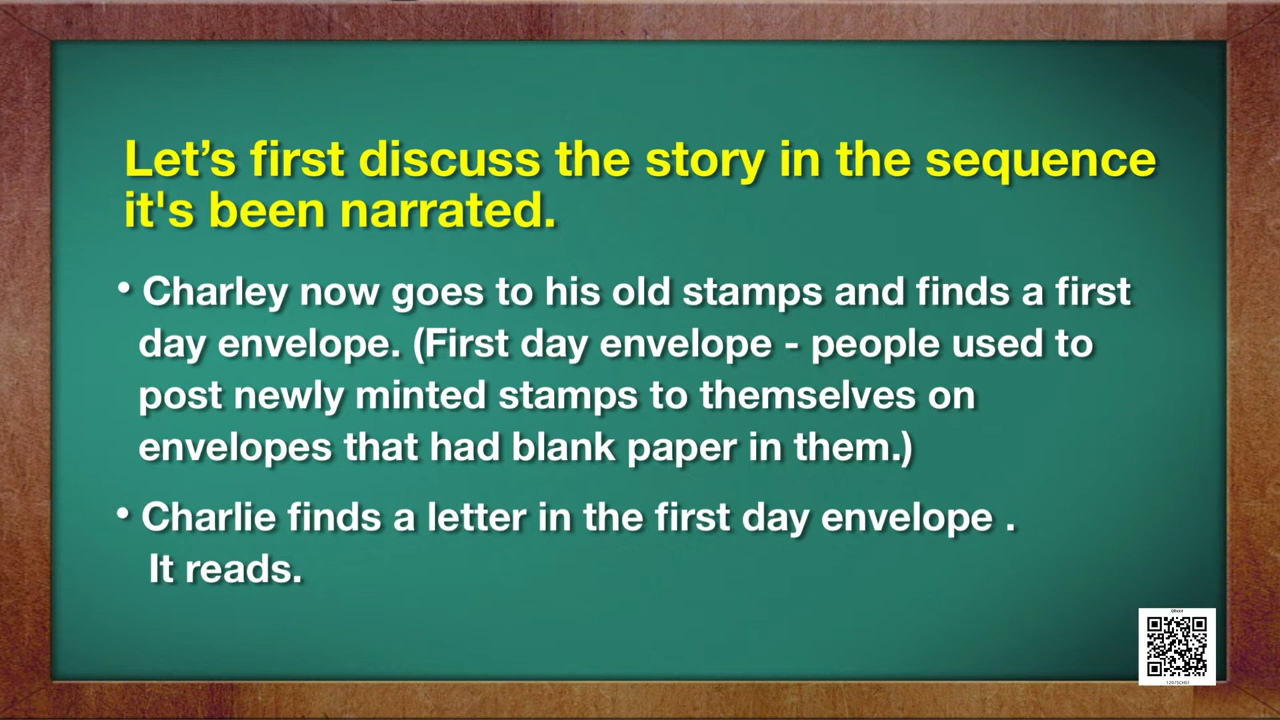 Let’s first discuss the story in the sequence
it's been narrated.
• Charley now goes to his old stamps and finds a first
day envelope. (First day envelope - people used to
post newly minted stamps to themselves on
envelopes that had blank paper in them.)
• Charlie finds a letter in the first day envelope .
It reads.